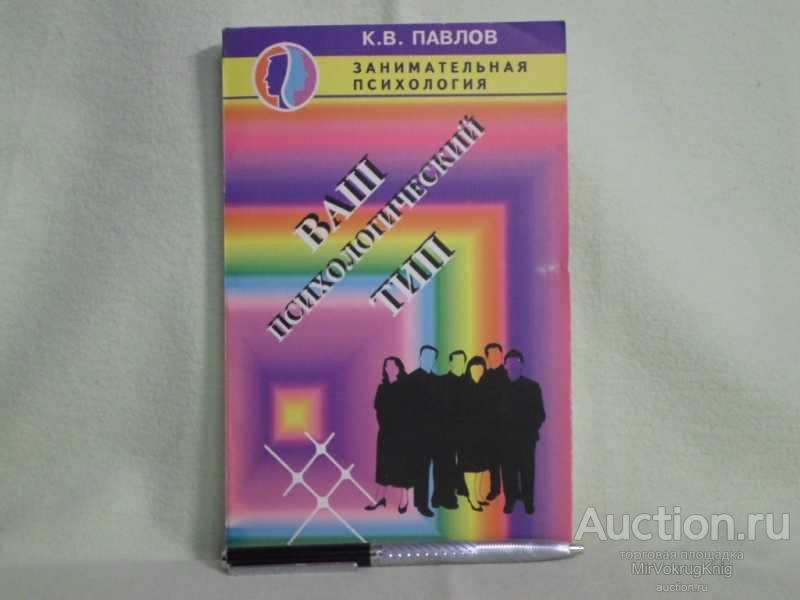 К.В. ПАВЛОВ
ЗАНИМАТЕЛЬНАЯ
ПСИХОЛОГИЯ
ВАШ
ПСИХОЛОГИЧЕСКИЙ
ТИП
Auction.ru
торговая площадка
MirVokrugKnig
auction.ru